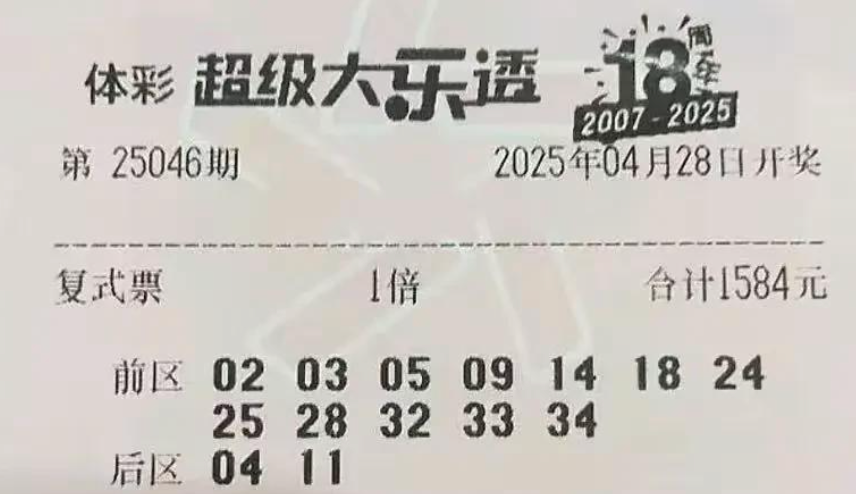 体彩 超级大乐透 18周年
2007-2025
第 25046期 2025年04月28日开奖
复式票 1倍 合计1584元
前区 02 03 05 09 14 18 24
25 28 32 33 34
后区 04 11